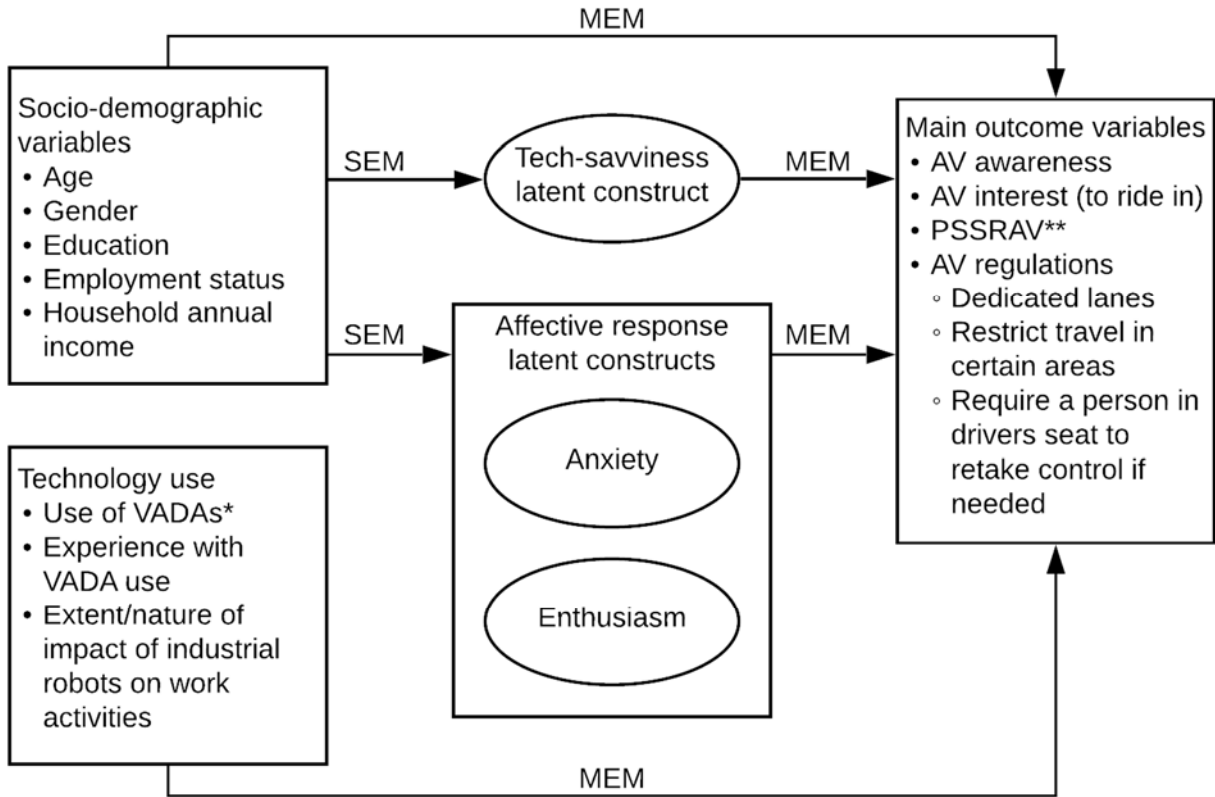 MEM
Socio-demographic
variables
• Age
• Gender
• Education
• Employment status
• Household annual
income
SEM
Tech-savviness
latent construct
MEM
SEM
Affective response
latent constructs
Anxiety
Enthusiasm
MEM
Main outcome variables
• AV awareness
• AV interest (to ride in)
• PSSRAV**
• AV regulations
◦ Dedicated lanes
◦ Restrict travel in
certain areas
◦ Require a person in
drivers seat to
retake control if
needed
Technology use
• Use of VADAs*
• Experience with
VADA use
• Extent/nature of
impact of industrial
robots on work
activities
MEM